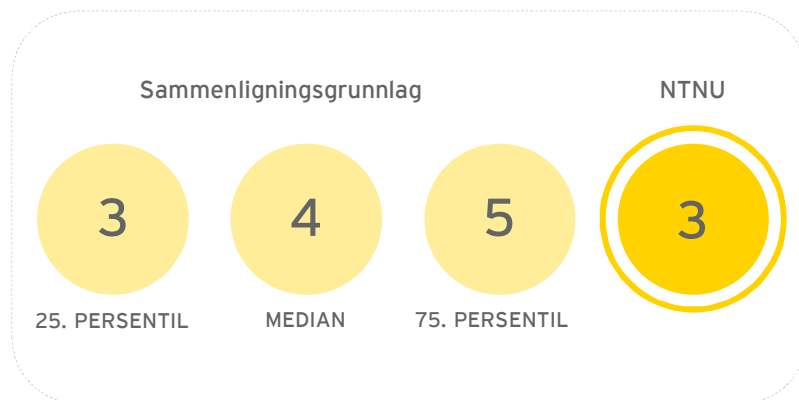 Sammenligningsgrunnlag NTNU
3 4 5 3
25. PERSENTIL MEDIAN 75. PERSENTIL